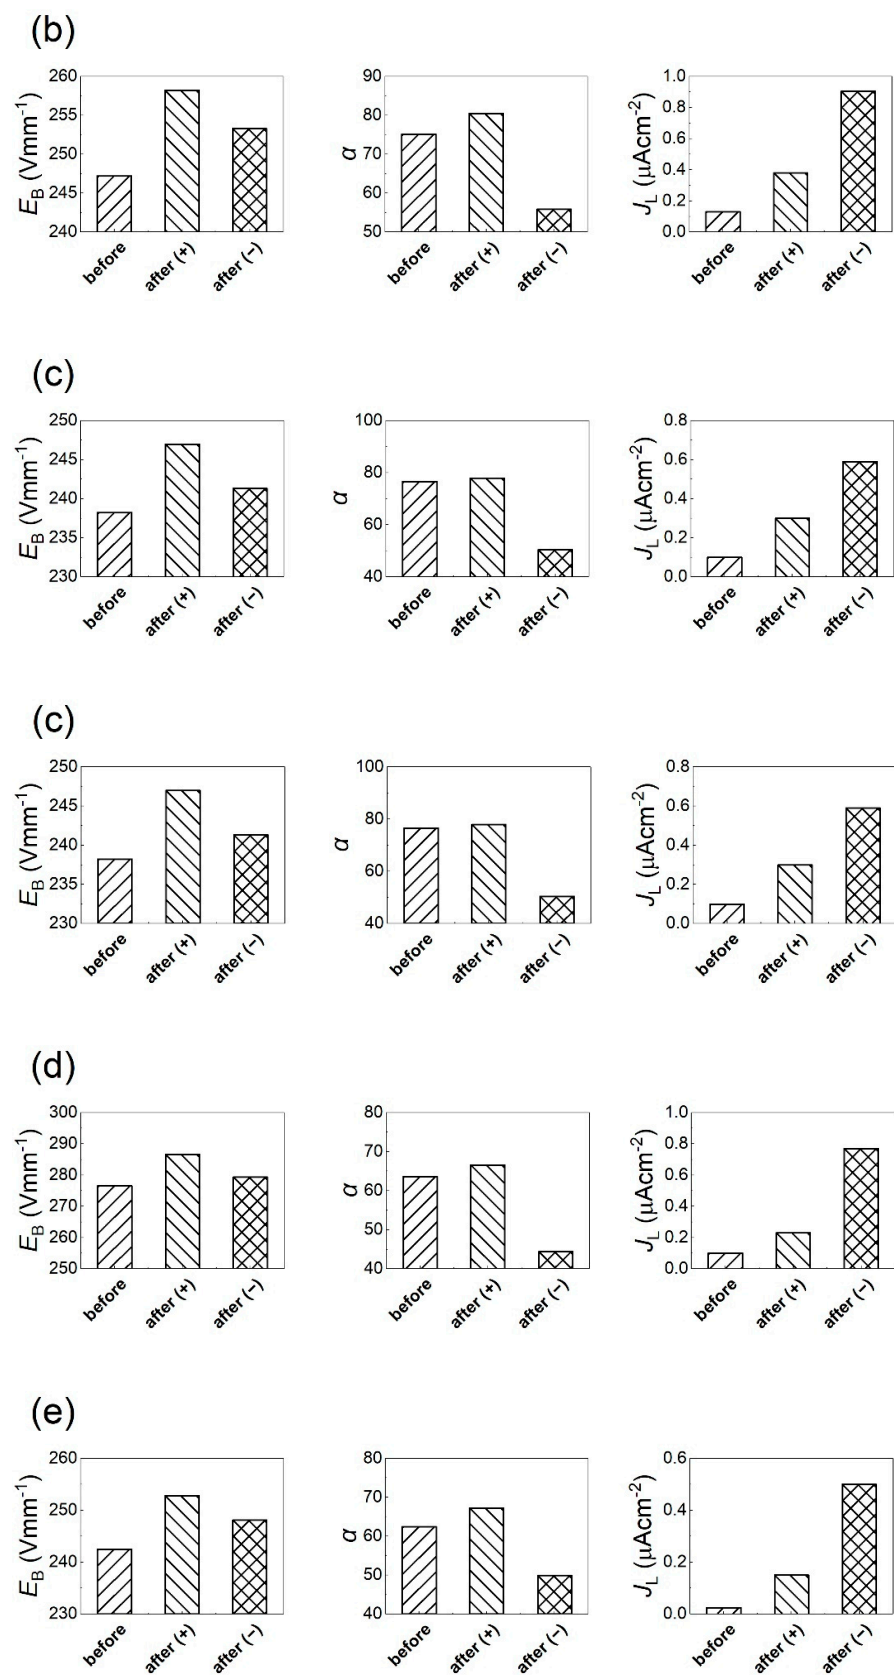 (b)
E_B (Vmm⁻¹)
260
255
250
245
240
before
after (+)
after (−)
α
90
80
70
60
50
before
after (+)
after (−)
J_L (μAcm⁻²)
1.0
0.8
0.6
0.4
0.2
0.0
before
after (+)
after (−)
(c)
E_B (Vmm⁻¹)
250
245
240
235
230
before
after (+)
after (−)
α
100
80
60
40
before
after (+)
after (−)
J_L (μAcm⁻²)
0.8
0.6
0.4
0.2
0.0
before
after (+)
after (−)
(c)
E_B (Vmm⁻¹)
250
245
240
235
230
before
after (+)
after (−)
α
100
80
60
40
before
after (+)
after (−)
J_L (μAcm⁻²)
0.8
0.6
0.4
0.2
0.0
before
after (+)
after (−)
(d)
E_B (Vmm⁻¹)
300
290
280
270
260
250
before
after (+)
after (−)
α
80
70
60
50
40
before
after (+)
after (−)
J_L (μAcm⁻²)
1.0
0.8
0.6
0.4
0.2
0.0
before
after (+)
after (−)
(e)
E_B (Vmm⁻¹)
260
250
240
230
before
after (+)
after (−)
α
80
70
60
50
40
before
after (+)
after (−)
J_L (μAcm⁻²)
0.6
0.4
0.2
0.0
before
after (+)
after (−)